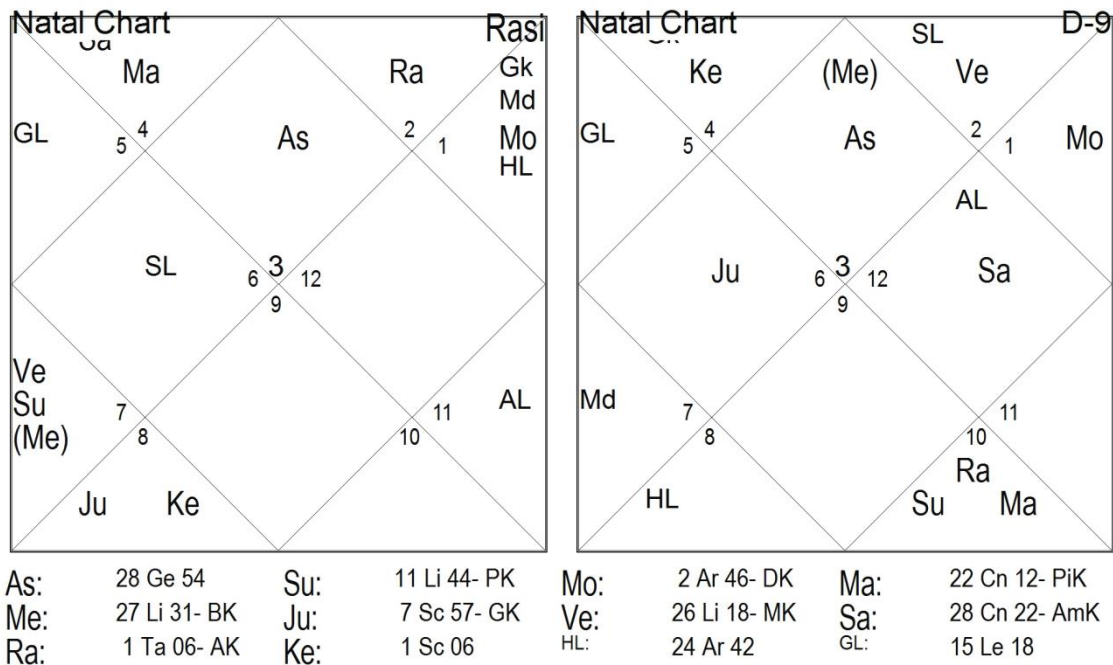 Natal Chart Rasi
Sa
Ma Ra Gk
Md
GL 4 As 2 Mo
5 1 HL
SL 3
6 12
9
Ve
Su 7 11 AL
(Me) 8 10
Ju Ke
Natal Chart D-9
SL
Ke (Me) Ve
GL 4 As 2 Mo
5 1
AL
Ju 3 Sa
6 12
9
Md 7 11
8 10
Ra
HL Su Ma
As: 28 Ge 54 Su: 11 Li 44- PK Mo: 2 Ar 46- DK Ma: 22 Cn 12- PiK
Me: 27 Li 31- BK Ju: 7 Sc 57- GK Ve: 26 Li 18- MK Sa: 28 Cn 22- AmK
Ra: 1 Ta 06- AK Ke: 1 Sc 06 HL: 24 Ar 42 GL: 15 Le 18